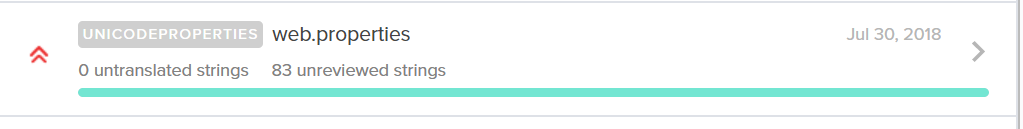 UNICODEPROPERTIES web.properties Jul 30, 2018
0 untranslated strings 83 unreviewed strings